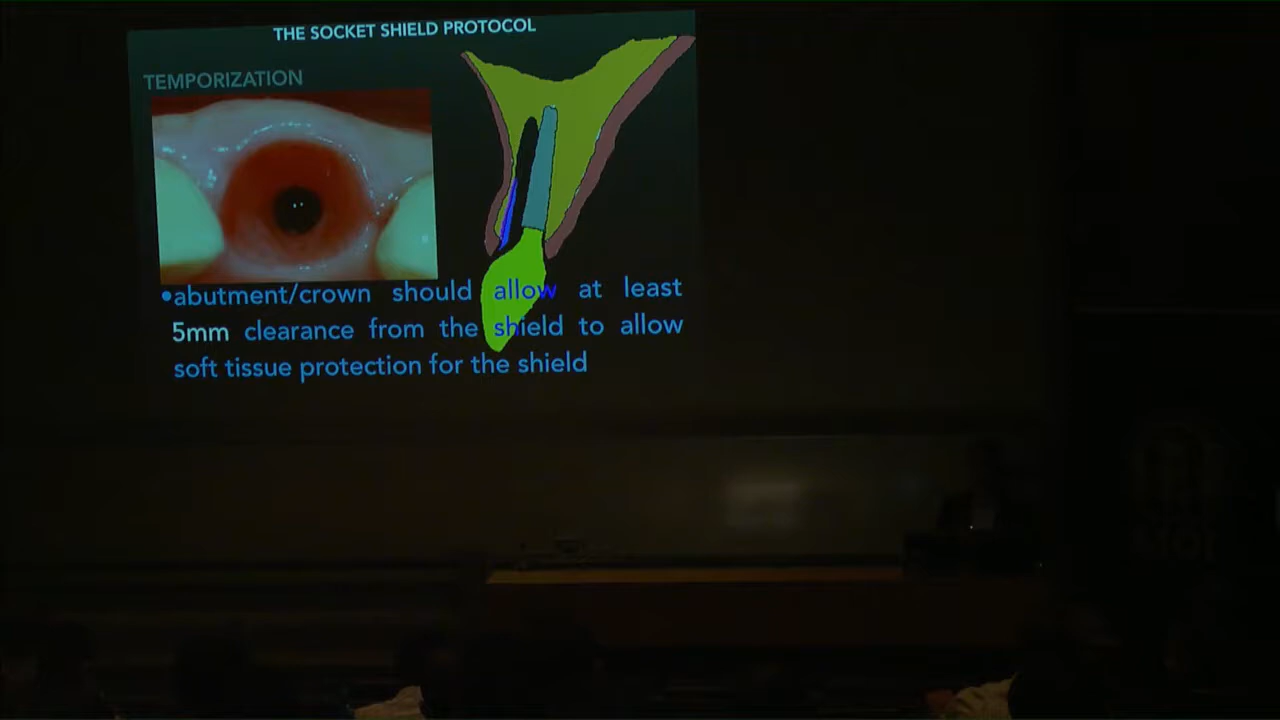 THE SOCKET SHIELD PROTOCOL
TEMPORIZATION
•abutment/crown should allow at least
5mm clearance from the shield to allow
soft tissue protection for the shield